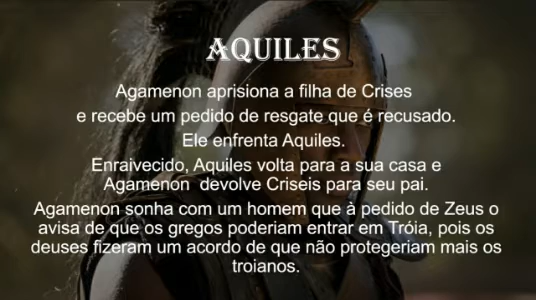 AQUILES
Agamenon aprisiona a filha de Crises
e recebe um pedido de resgate que é recusado.
Ele enfrenta Aquiles.
Enraivecido, Aquiles volta para a sua casa e
Agamenon devolve Criseis para seu pai.
Agamenon sonha com um homem que à pedido de Zeus o
avisa de que os gregos poderiam entrar em Tróia, pois os
deuses fizeram um acordo de que não protegeriam mais os
troianos.